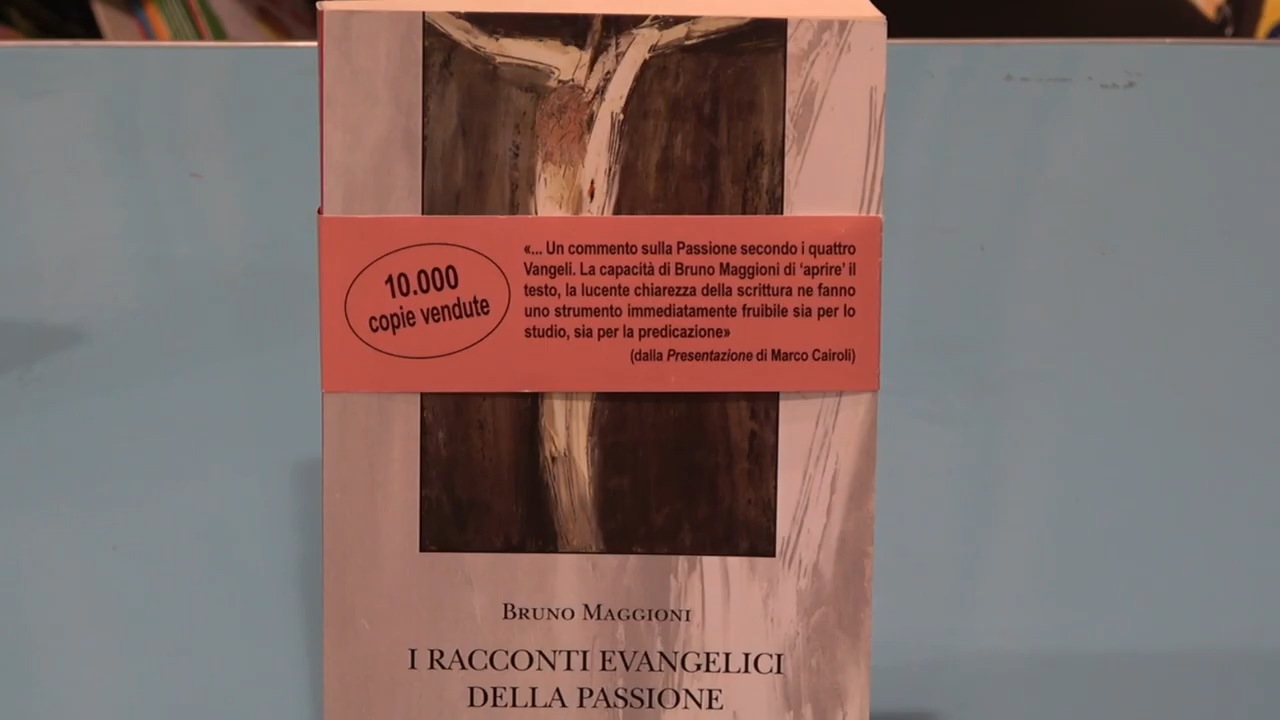 10.000
copie vendute
«... Un commento sulla Passione secondo i quattro
Vangeli. La capacità di Bruno Maggioni di ‘aprire’ il
testo, la lucente chiarezza della scrittura ne fanno
uno strumento immediatamente fruibile sia per lo
studio, sia per la predicazione»
(dalla Presentazione di Marco Cairoli)
BRUNO MAGGIONI
I RACCONTI EVANGELICI
DELLA PASSIONE